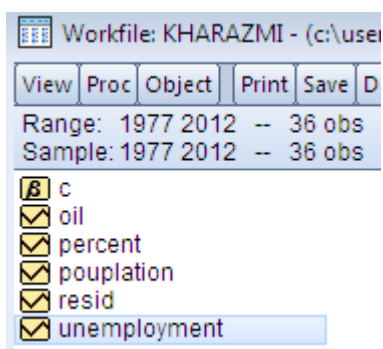 Workfile: KHARAZMI - (c:\user
View Proc Object Print Save D
Range: 1977 2012 -- 36 obs
Sample: 1977 2012 -- 36 obs
β c
oil
percent
pouplation
resid
unemployment